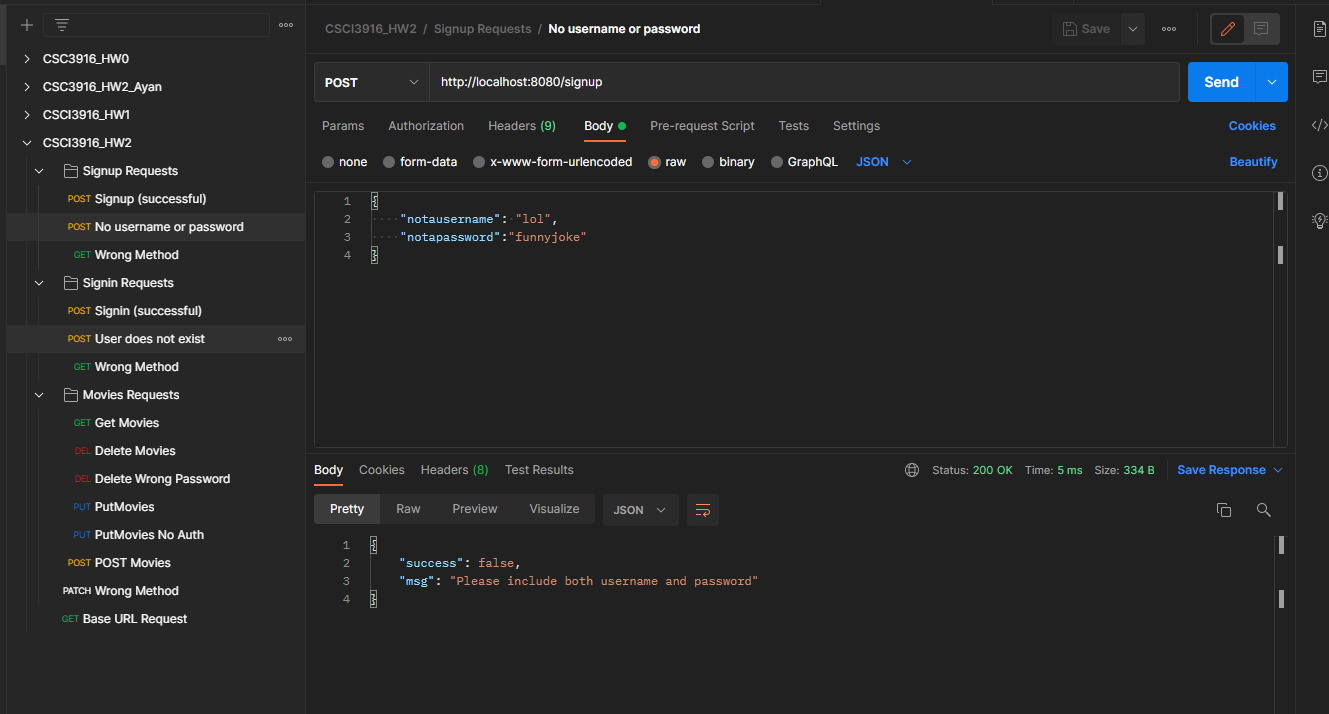 CSC3916_HW0
CSC3916_HW2_Ayan
CSCI3916_HW1
CSCI3916_HW2
Signup Requests
POST Signup (successful)
POST No username or password
GET Wrong Method
Signin Requests
POST Signin (successful)
POST User does not exist
GET Wrong Method
Movies Requests
GET Get Movies
DEL Delete Movies
DEL Delete Wrong Password
PUT PutMovies
PUT PutMovies No Auth
POST POST Movies
PATCH Wrong Method
GET Base URL Request
CSCI3916_HW2 / Signup Requests / No username or password
Save
POST http://localhost:8080/signup Send
Params Authorization Headers (9) Body Pre-request Script Tests Settings Cookies
none form-data x-www-form-urlencoded raw binary GraphQL JSON Beautify
1 {
2 "notausername": "lol",
3 "notapassword":"funnyjoke"
4 }
Body Cookies Headers (8) Test Results Status: 200 OK Time: 5 ms Size: 334 B Save Response
Pretty Raw Preview Visualize JSON
1 {
2 "success": false,
3 "msg": "Please include both username and password"
4 }